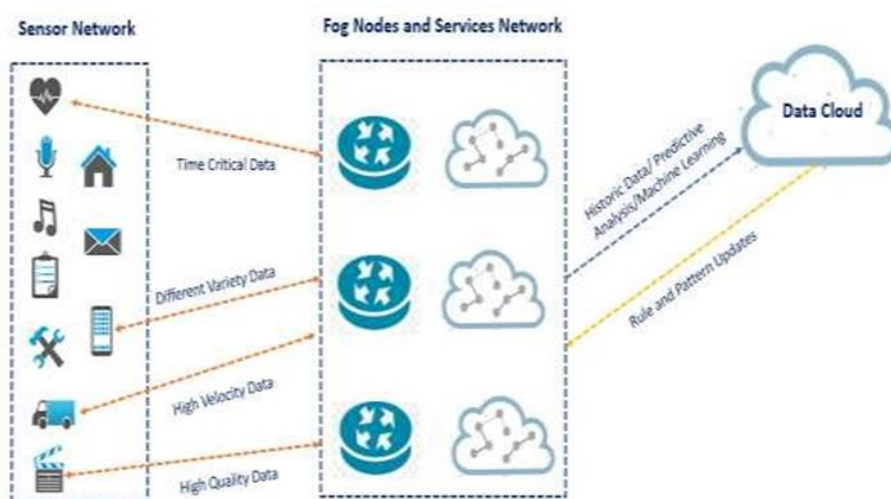 Sensor Network
Fog Nodes and Services Network
Data Cloud
Time Critical Data
Different Variety Data
High Velocity Data
High Quality Data
Historic Data/ Predictive
Analysis/Machine Learning
Rule and Pattern Updates